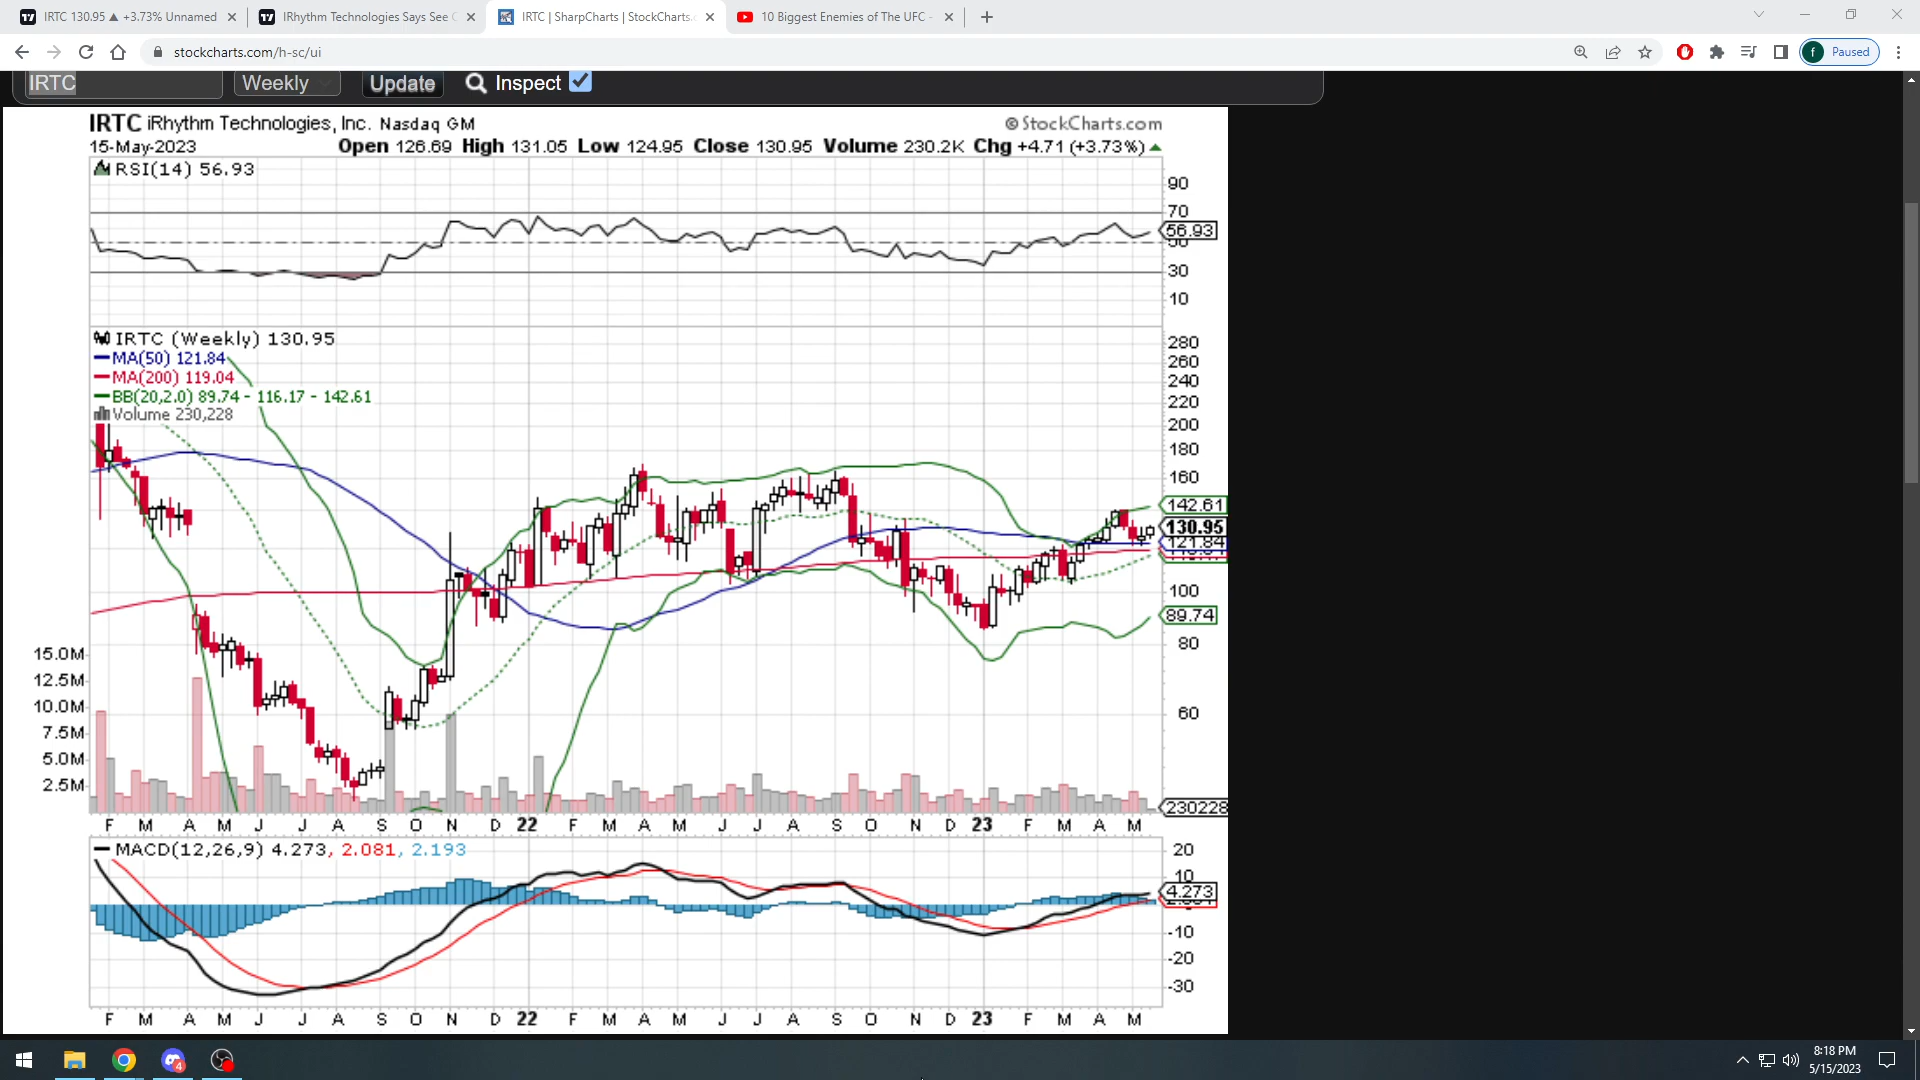 IRTC 130.95 ▲ +3.73% Unnamed
IRhythm Technologies Says See
IRTC | SharpCharts | StockCharts.
10 Biggest Enemies of The UFC -
stockcharts.com/h-sc/ui
f Paused
IRTC Weekly Update Inspect
IRTC iRhythm Technologies, Inc. Nasdaq GM © StockCharts.com
15-May-2023 Open 126.69 High 131.05 Low 124.95 Close 130.95 Volume 230.2K Chg +4.71 (+3.73%) ▲
RSI(14) 56.93
90
70
56.93
50
30
10
IRTC (Weekly) 130.95
MA(50) 121.84
MA(200) 119.04
BB(20,2.0) 89.74 - 116.17 - 142.61
Volume 230,228
280
260
240
220
200
180
160
142.61
130.95
121.84
100
89.74
80
60
230228
15.0M
12.5M
10.0M
7.5M
5.0M
2.5M
F M A M J J A S O N D 22 F M A M J J A S O N D 23 F M A M
MACD(12,26,9) 4.273, 2.081, 2.193
20
10
4.273
-10
-20
-30
F M A M J J A S O N D 22 F M A M J J A S O N D 23 F M A M
4
8:18 PM
5/15/2023